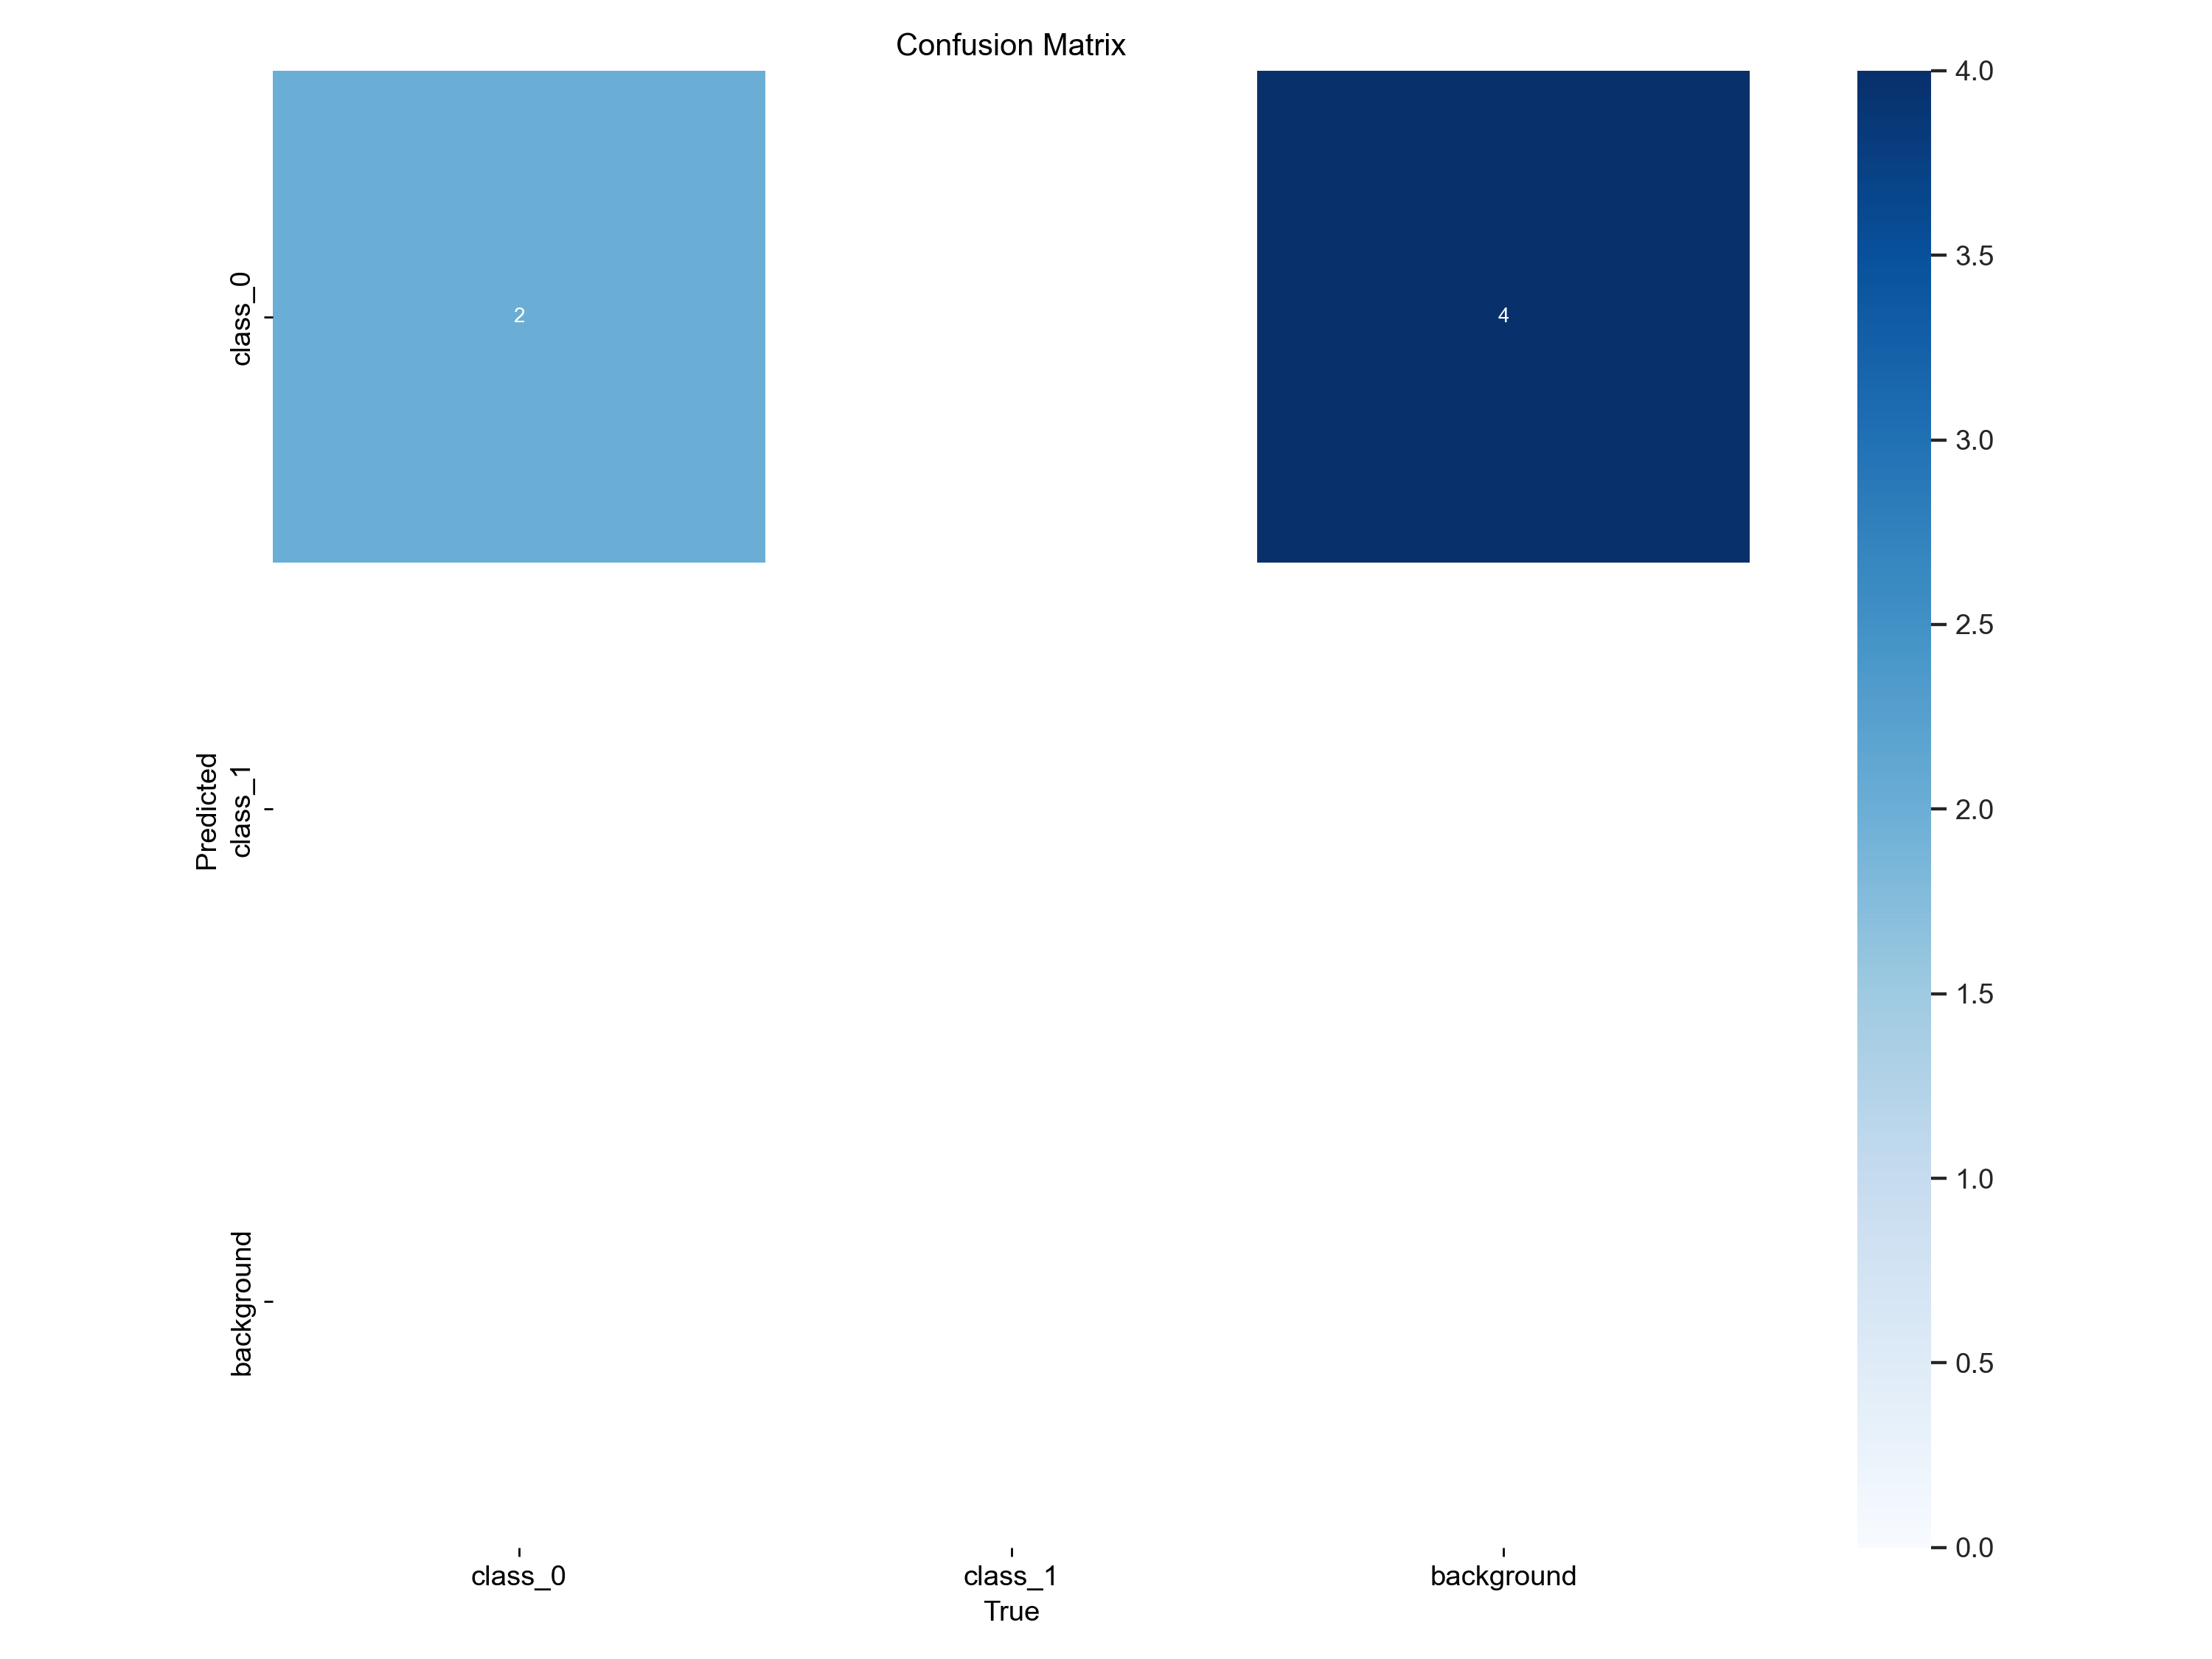 Confusion Matrix
4.0
3.5
3.0
2.5
2.0
1.5
1.0
0.5
0.0
2
4
Predicted
class_0
class_1
background
class_0
class_1
background
True